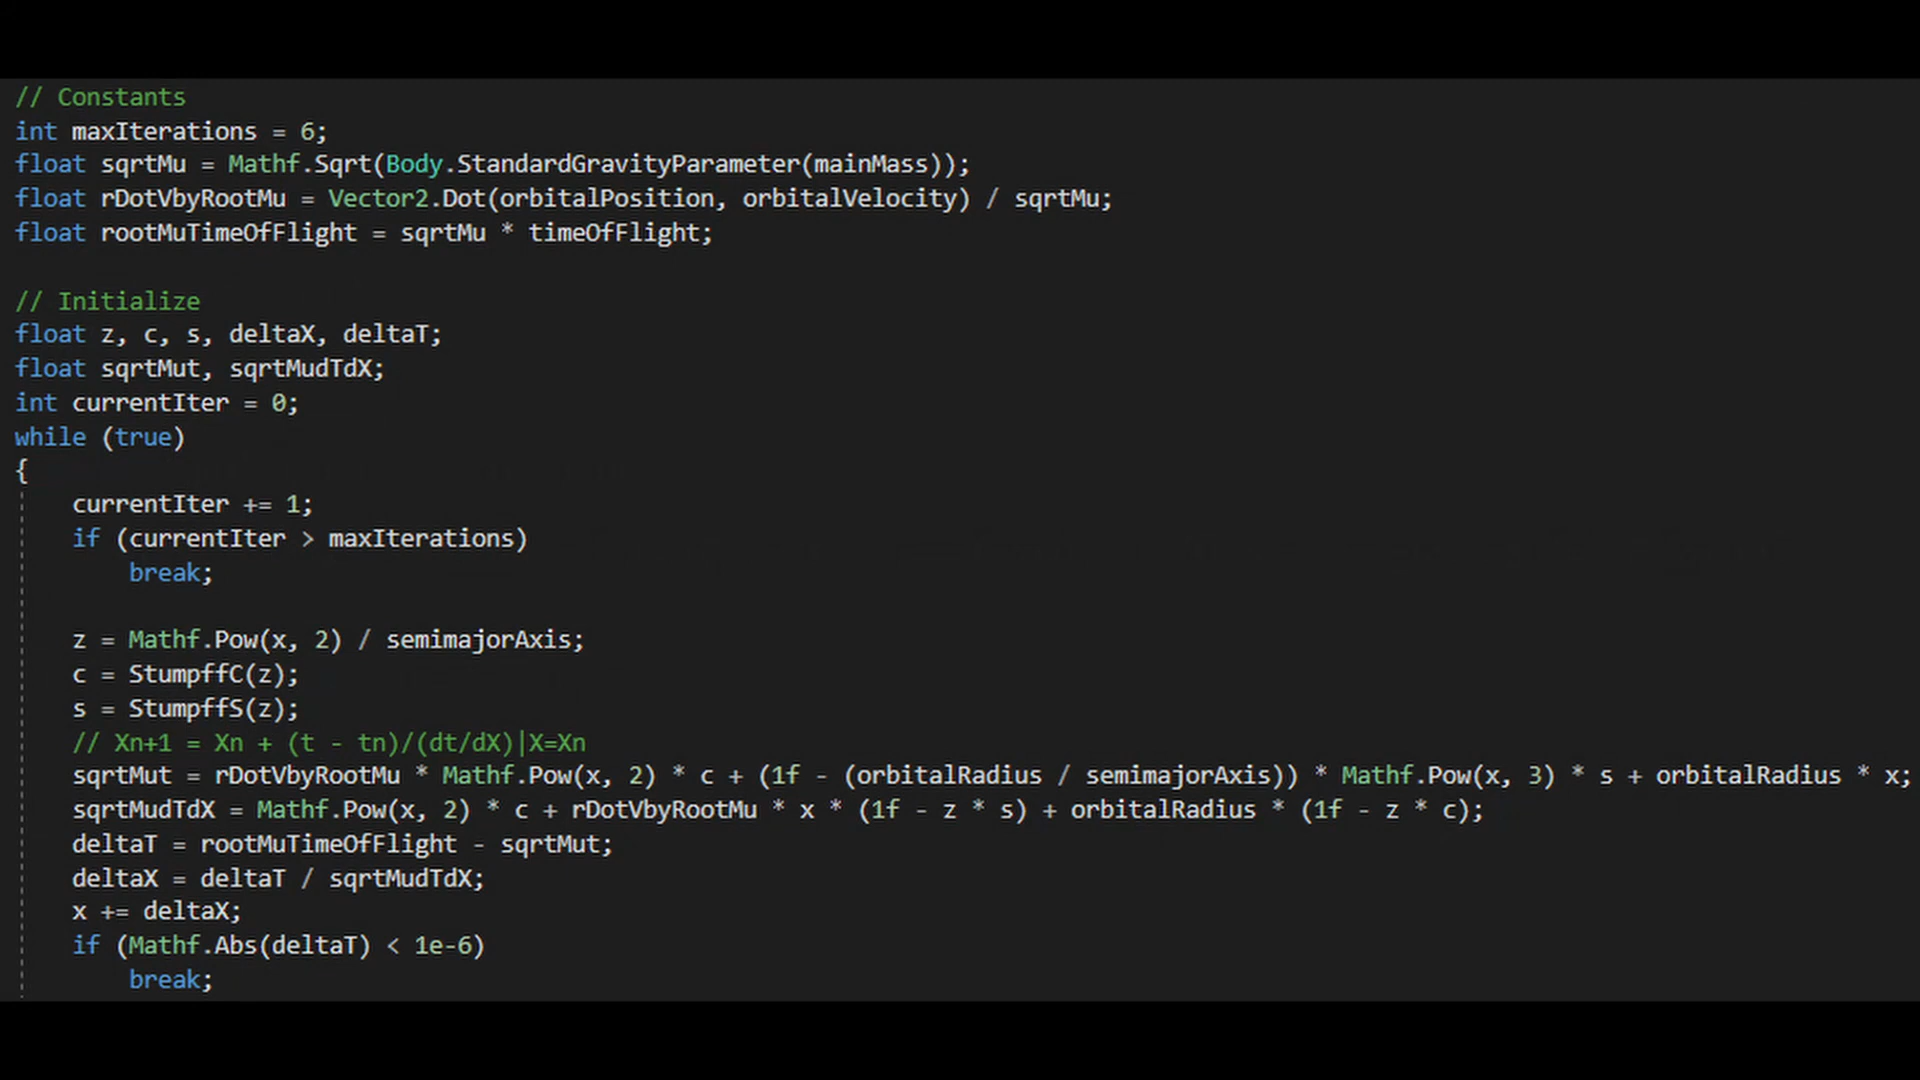 // Constants
int maxIterations = 6;
float sqrtMu = Mathf.Sqrt(Body.StandardGravityParameter(mainMass));
float rDotVbyRootMu = Vector2.Dot(orbitalPosition, orbitalVelocity) / sqrtMu;
float rootMuTimeOfFlight = sqrtMu * timeOfFlight;
// Initialize
float z, c, s, deltaX, deltaT;
float sqrtMut, sqrtMudTdX;
int currentIter = 0;
while (true)
{
currentIter += 1;
if (currentIter > maxIterations)
break;
z = Mathf.Pow(x, 2) / semimajorAxis;
c = StumpffC(z);
s = StumpffS(z);
// Xn+1 = Xn + (t - tn)/(dt/dX)|X=Xn
sqrtMut = rDotVbyRootMu * Mathf.Pow(x, 2) * c + (1f - (orbitalRadius / semimajorAxis)) * Mathf.Pow(x, 3) * s + orbitalRadius * x;
sqrtMudTdX = Mathf.Pow(x, 2) * c + rDotVbyRootMu * x * (1f - z * s) + orbitalRadius * (1f - z * c);
deltaT = rootMuTimeOfFlight - sqrtMut;
deltaX = deltaT / sqrtMudTdX;
x += deltaX;
if (Mathf.Abs(deltaT) < 1e-6)
break;